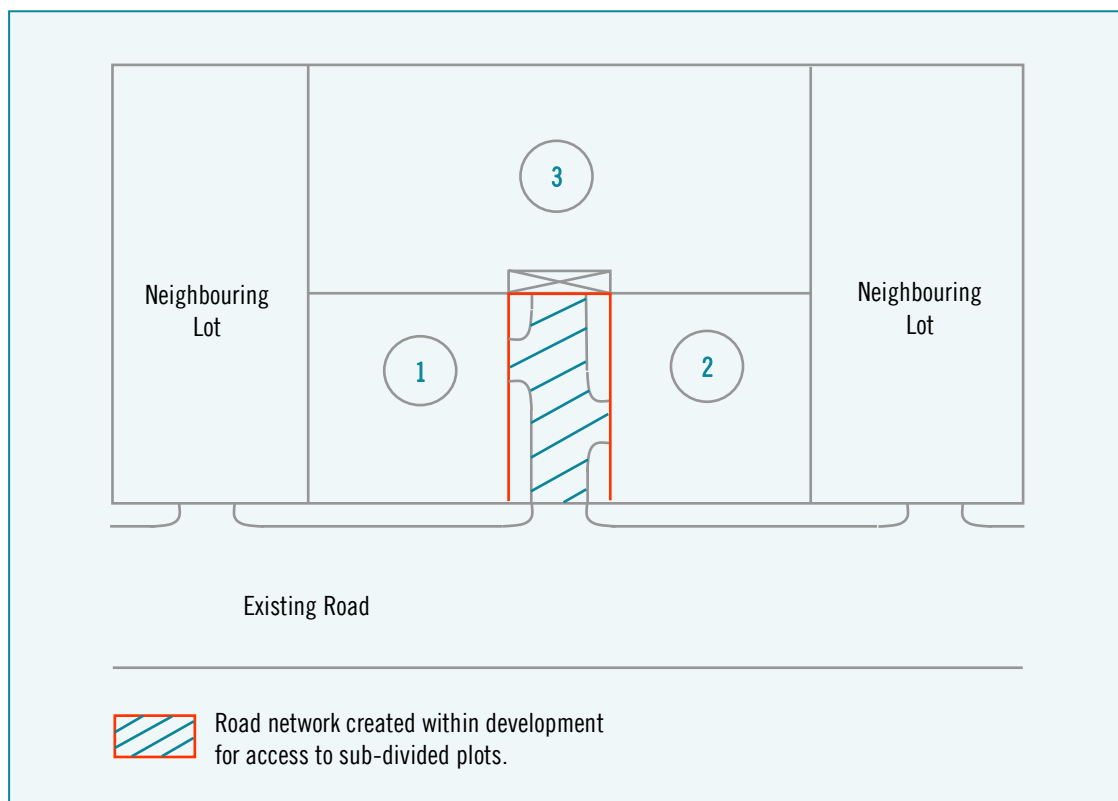 3
Neighbouring
Lot
Neighbouring
Lot
1
2
Existing Road
Road network created within development
for access to sub-divided plots.